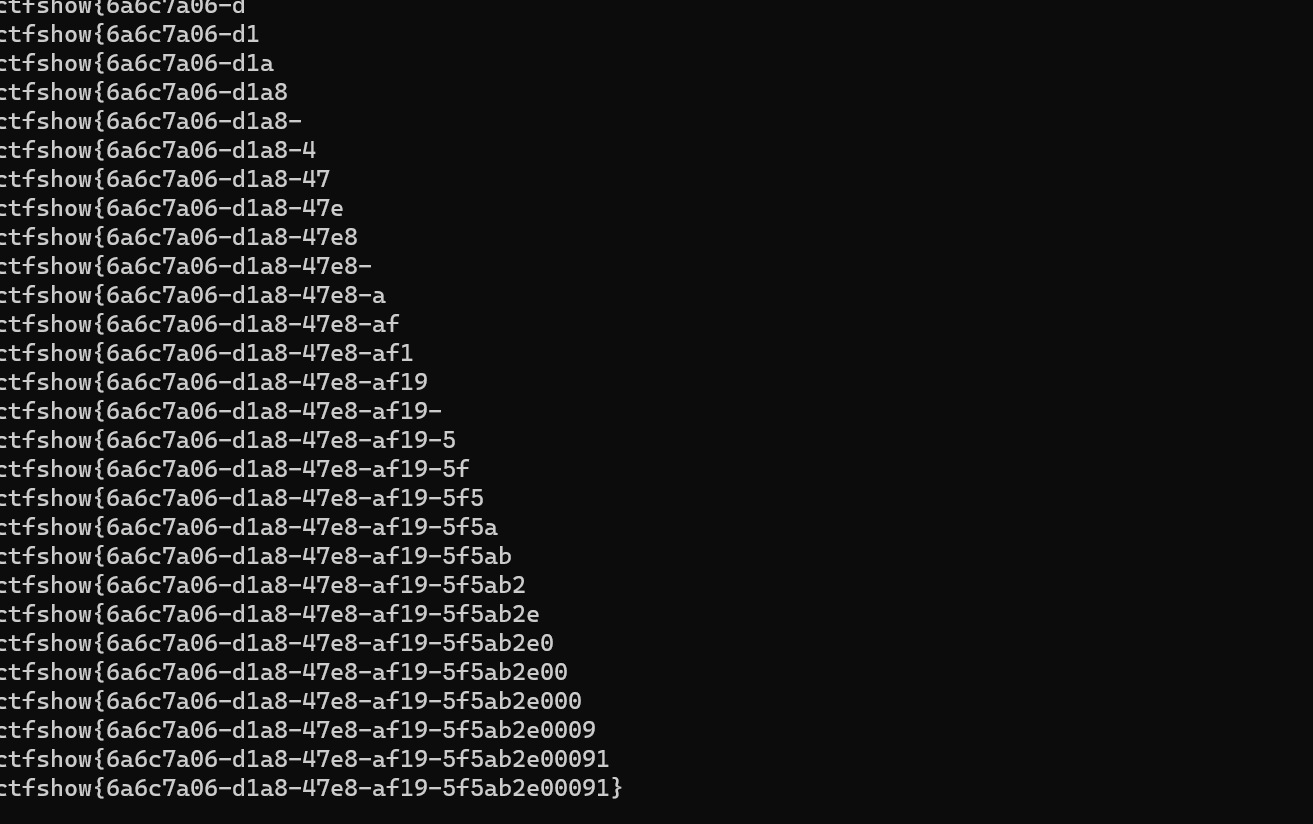 ctfshow{6a6c7a06-d
ctfshow{6a6c7a06-d1
ctfshow{6a6c7a06-d1a
ctfshow{6a6c7a06-d1a8
ctfshow{6a6c7a06-d1a8-
ctfshow{6a6c7a06-d1a8-4
ctfshow{6a6c7a06-d1a8-47
ctfshow{6a6c7a06-d1a8-47e
ctfshow{6a6c7a06-d1a8-47e8
ctfshow{6a6c7a06-d1a8-47e8-
ctfshow{6a6c7a06-d1a8-47e8-a
ctfshow{6a6c7a06-d1a8-47e8-af
ctfshow{6a6c7a06-d1a8-47e8-af1
ctfshow{6a6c7a06-d1a8-47e8-af19
ctfshow{6a6c7a06-d1a8-47e8-af19-
ctfshow{6a6c7a06-d1a8-47e8-af19-5
ctfshow{6a6c7a06-d1a8-47e8-af19-5f
ctfshow{6a6c7a06-d1a8-47e8-af19-5f5
ctfshow{6a6c7a06-d1a8-47e8-af19-5f5a
ctfshow{6a6c7a06-d1a8-47e8-af19-5f5ab
ctfshow{6a6c7a06-d1a8-47e8-af19-5f5ab2
ctfshow{6a6c7a06-d1a8-47e8-af19-5f5ab2e
ctfshow{6a6c7a06-d1a8-47e8-af19-5f5ab2e0
ctfshow{6a6c7a06-d1a8-47e8-af19-5f5ab2e00
ctfshow{6a6c7a06-d1a8-47e8-af19-5f5ab2e000
ctfshow{6a6c7a06-d1a8-47e8-af19-5f5ab2e0009
ctfshow{6a6c7a06-d1a8-47e8-af19-5f5ab2e00091
ctfshow{6a6c7a06-d1a8-47e8-af19-5f5ab2e00091}